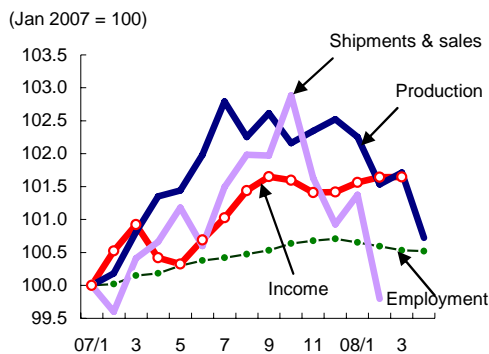 (Jan 2007 = 100)
Shipments & sales
Production
Income
Employment
103.5
103.0
102.5
102.0
101.5
101.0
100.5
100.0
99.5
07/1 3 5 7 9 11 08/1 3